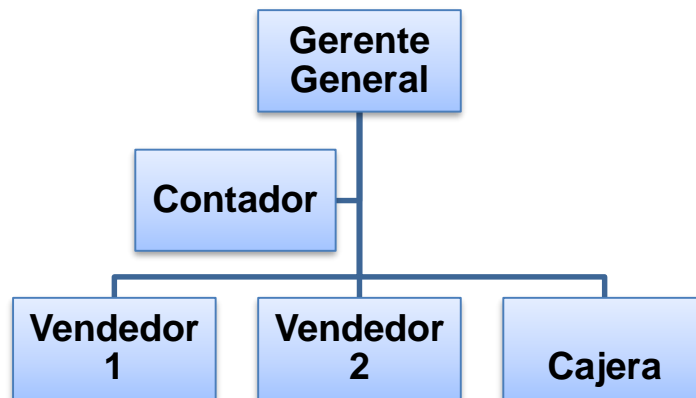 Gerente
General
Contador
Vendedor
1
Vendedor
2
Cajera